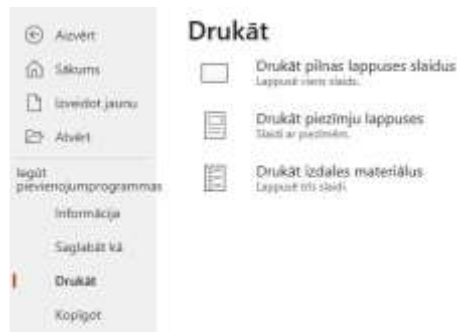 Aizvērt
Sākums
Izveidot jaunu
Atvērt
Iegūt
pievienojumprogrammas
Informācija
Saglabāt kā
Drukāt
Kopīgot
Drukāt
Drukāt pilnas lappuses slaidus
Lappusē viens slaids.
Drukāt piezīmju lappuses
Slaidi ar piezīmēm.
Drukāt izdales materiālus
Lappusē trīs slaidi.